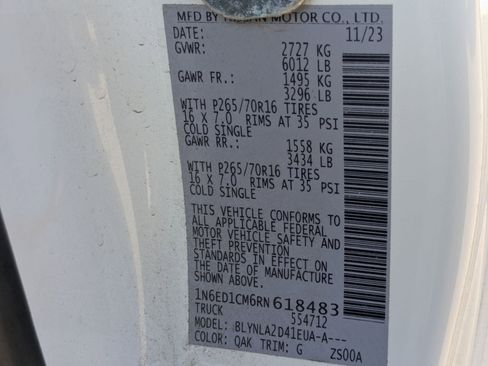 MFD BY NISSAN MOTOR CO., LTD.
DATE: 11/23
GVWR: 2727 KG
6012 LB
GAWR FR.: 1495 KG
3296 LB
WITH P265/70R16 TIRES
16 X 7.0 RIMS AT 35 PSI
COLD SINGLE
GAWR RR.: 1558 KG
3434 LB
WITH P265/70R16 TIRES
16 X 7.0 RIMS AT 35 PSI
COLD SINGLE
THIS VEHICLE CONFORMS TO
ALL APPLICABLE FEDERAL
MOTOR VEHICLE SAFETY AND
THEFT PREVENTION
STANDARDS IN EFFECT ON
THE DATE OF MANUFACTURE
SHOWN ABOVE.
1N6ED1CM6RN618483
TRUCK 554712
MODEL: BLYNLA2D41EUA-A---
COLOR: QAK TRIM: G ZS00A